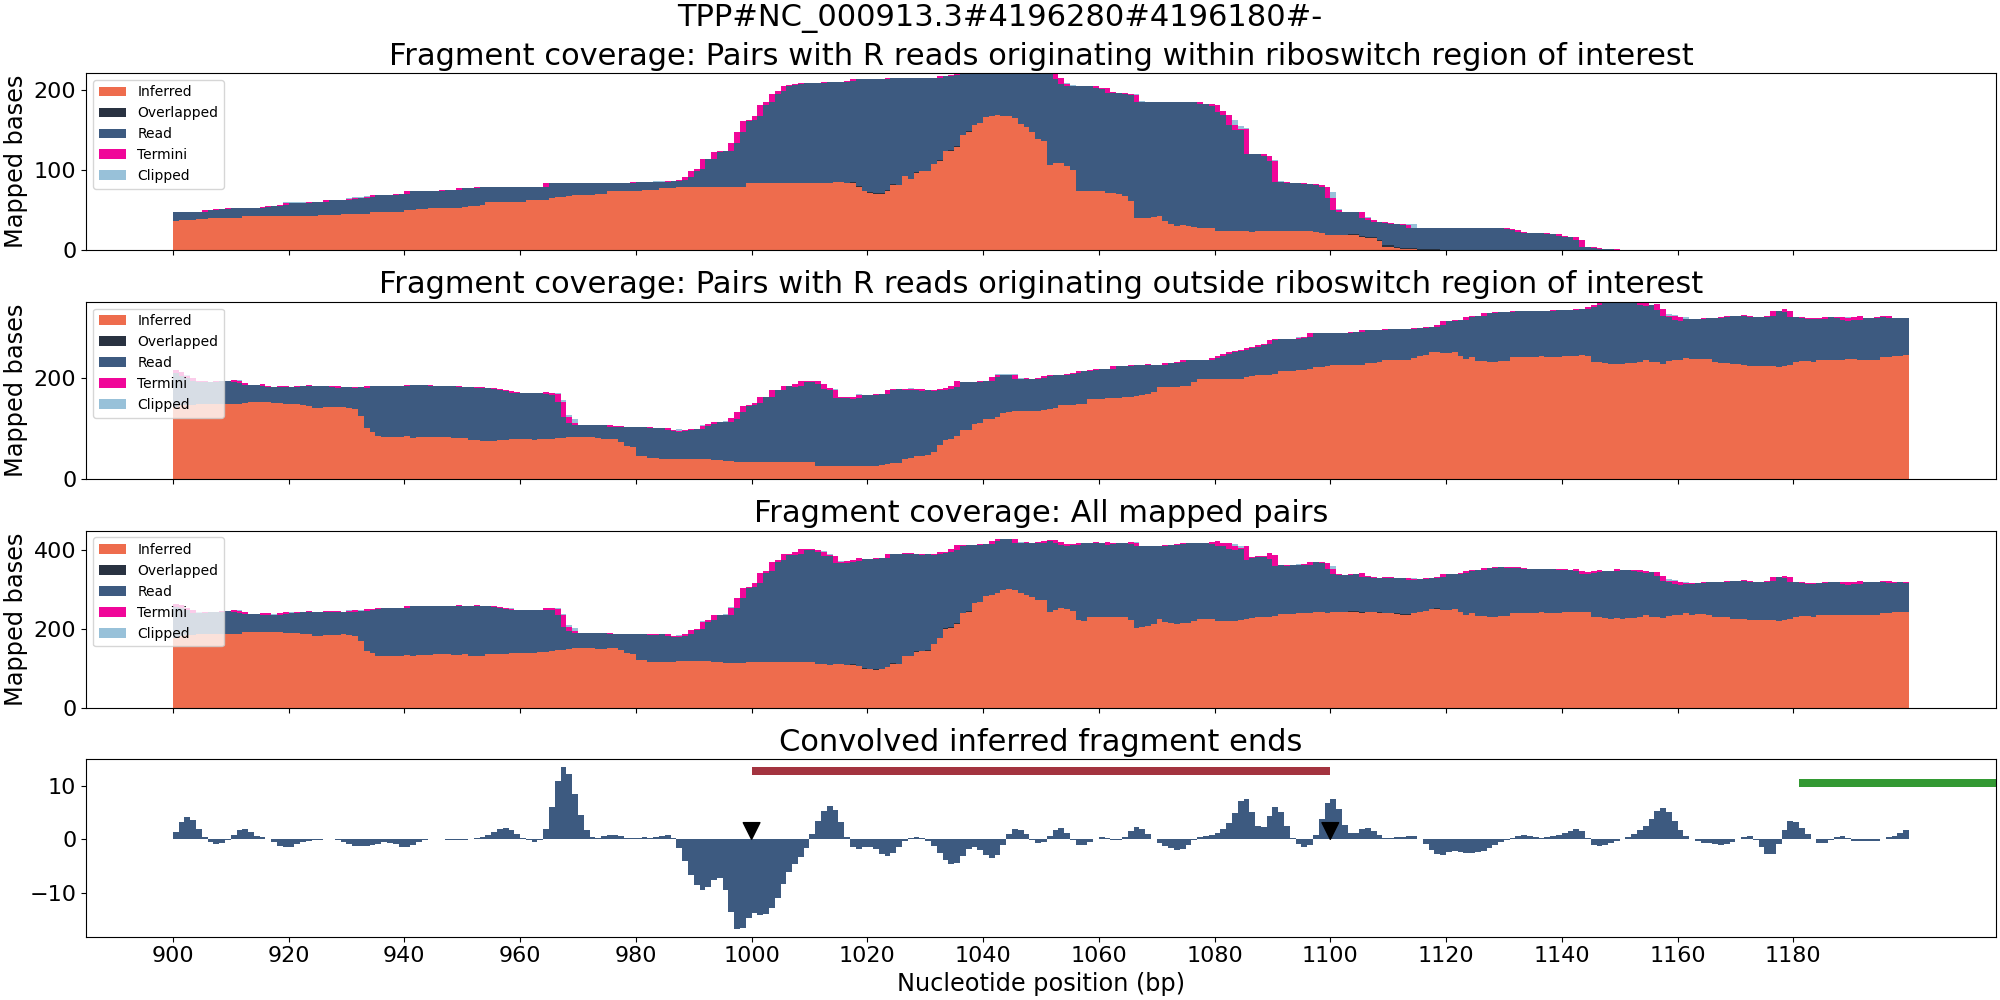 TPP#NC_000913.3#4196280#4196180#-
Fragment coverage: Pairs with R reads originating within riboswitch region of interest
Mapped bases
200
100
0
Inferred
Overlapped
Read
Termini
Clipped
Fragment coverage: Pairs with R reads originating outside riboswitch region of interest
Mapped bases
200
0
Inferred
Overlapped
Read
Termini
Clipped
Fragment coverage: All mapped pairs
Mapped bases
400
200
0
Inferred
Overlapped
Read
Termini
Clipped
Convolved inferred fragment ends
10
0
−10
900 920 940 960 980 1000 1020 1040 1060 1080 1100 1120 1140 1160 1180
Nucleotide position (bp)